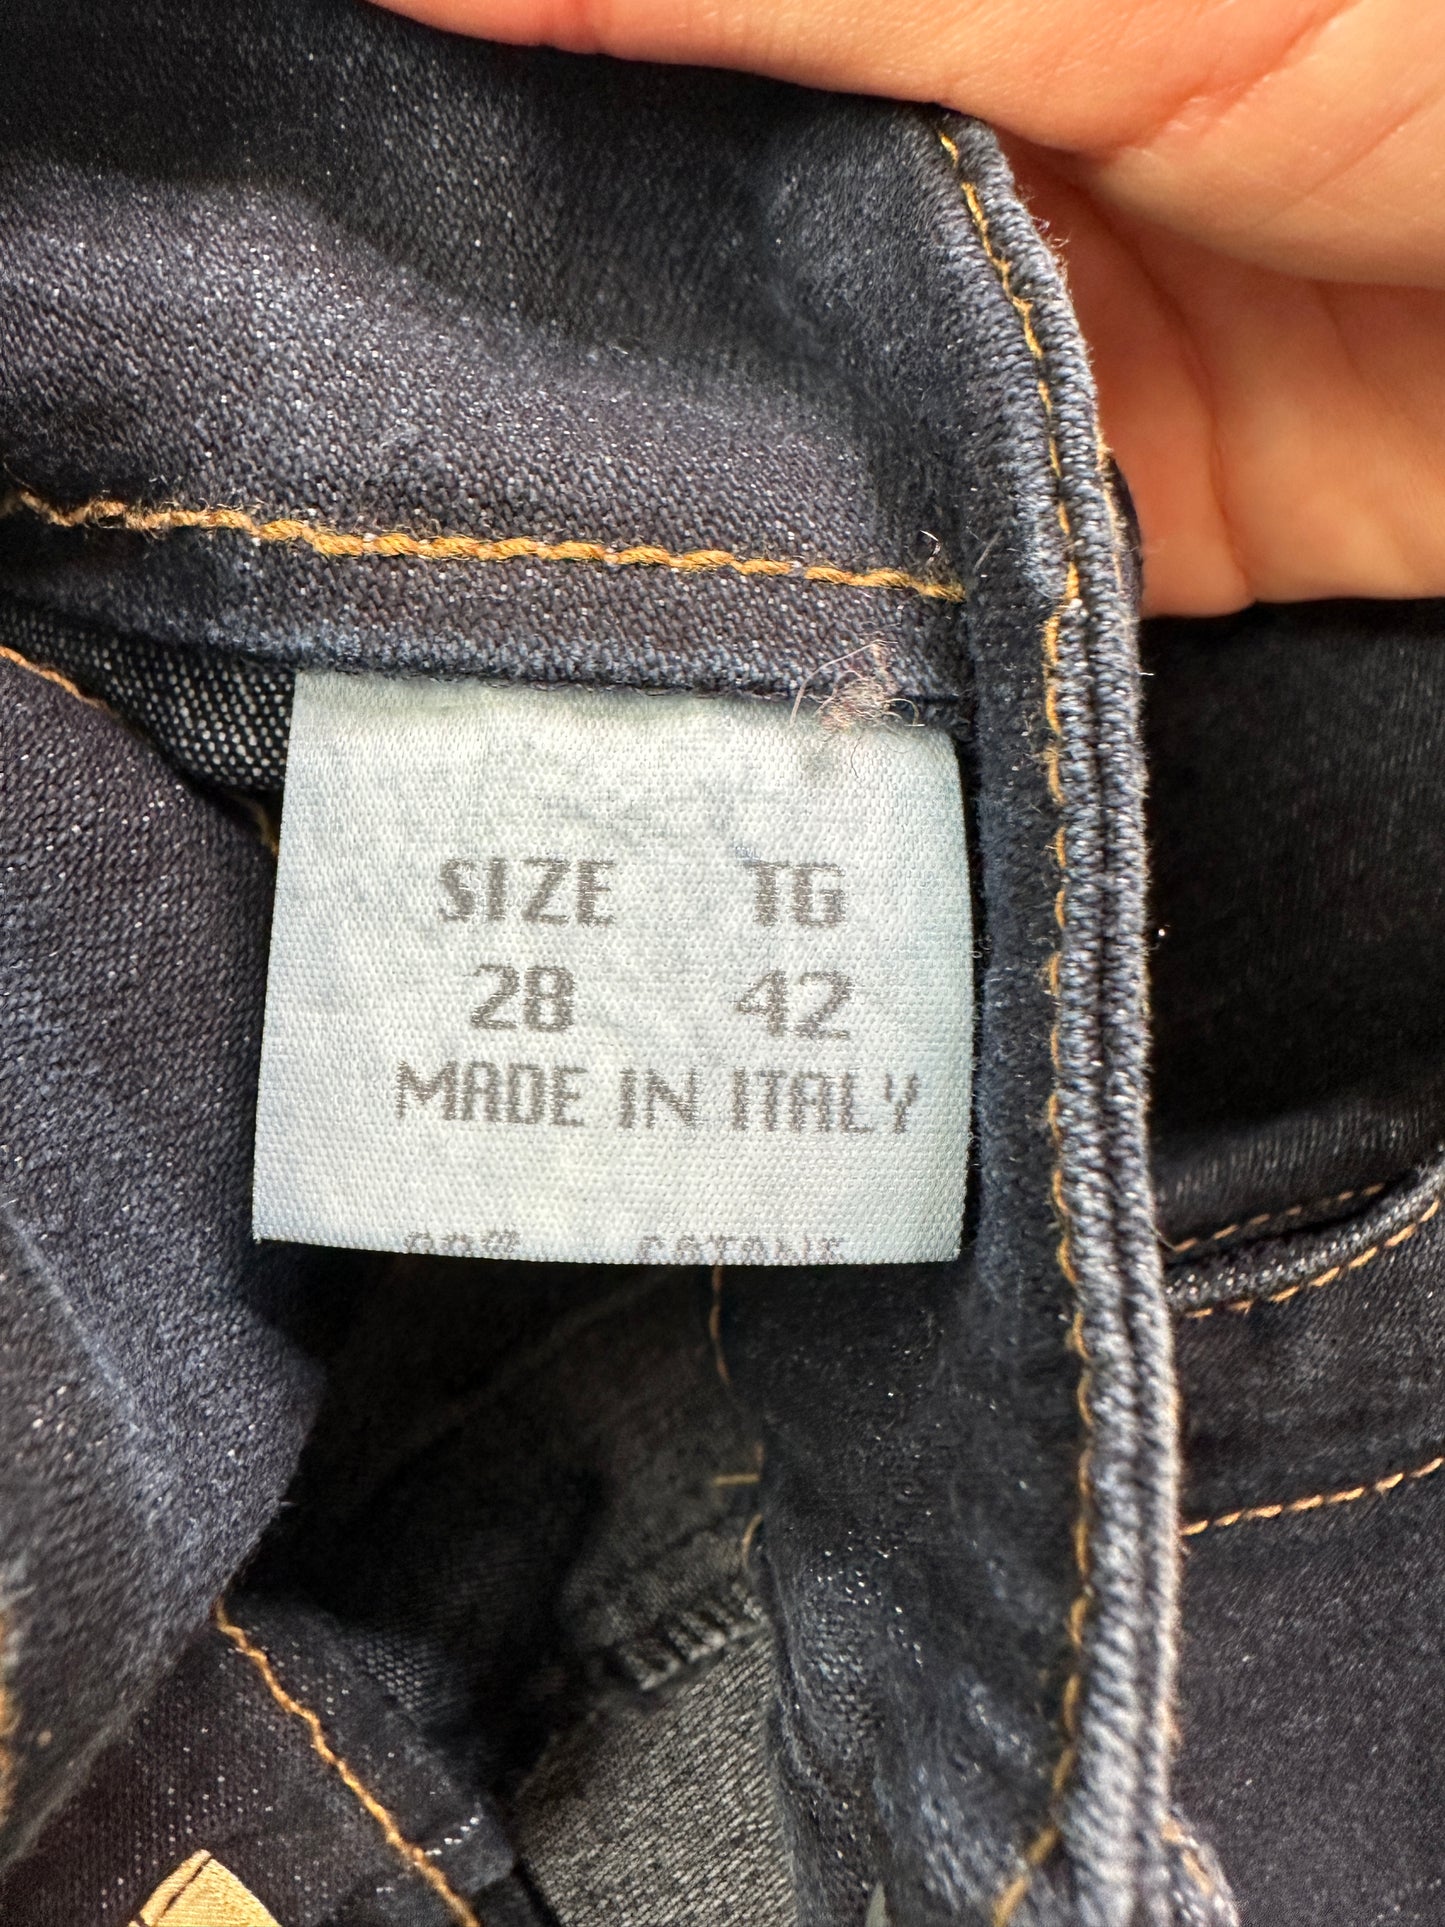 SIZE TG
28 42
MADE IN ITALY